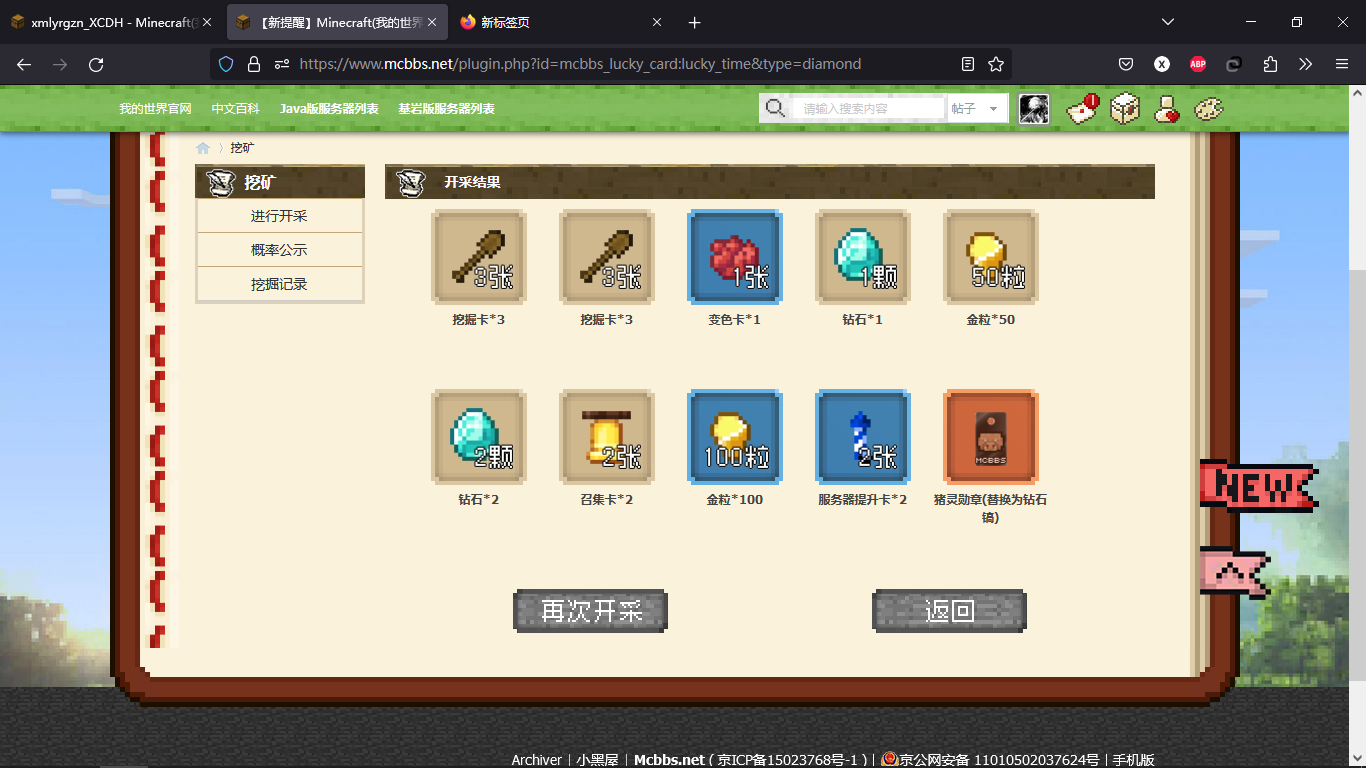 xmlyrgzn_XCDH - Minecraft(
【新提醒】Minecraft(我的世界
新标签页
https://www.mcbbs.net/plugin.php?id=mcbbs_lucky_card:lucky_time&type=diamond
X
ABP
我的世界官网 中文百科 Java版服务器列表 基岩版服务器列表 请输入搜索内容 帖子
挖矿
挖矿
开采结果
进行开采
概率公示
挖掘记录
3张 3张 1张 1颗 50粒
挖掘卡*3 挖掘卡*3 变色卡*1 钻石*1 金粒*50
2颗 2张 100粒 2张 MCBBS
钻石*2 召集卡*2 金粒*100 服务器提升卡*2 猪灵勋章(替换为钻石
镐)
NEW
再次开采 返回
Archiver | 小黑屋 | Mcbbs.net ( 京ICP备15023768号-1 ) | 京公网安备 11010502037624号 | 手机版